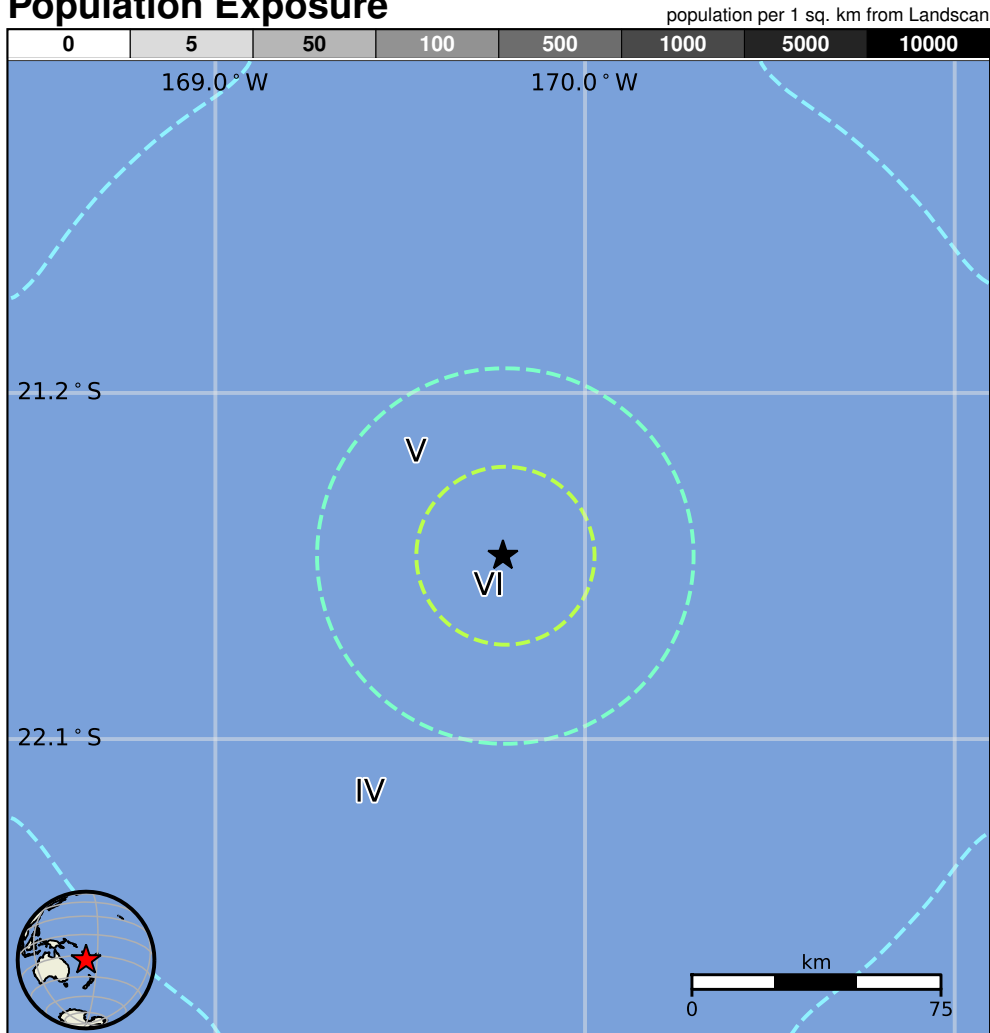 Population Exposure
population per 1 sq. km from Landscan
0 5 50 100 500 1000 5000 10000
169.0°W 170.0°W
21.2°S
V
VI
22.1°S
IV
km
0 75